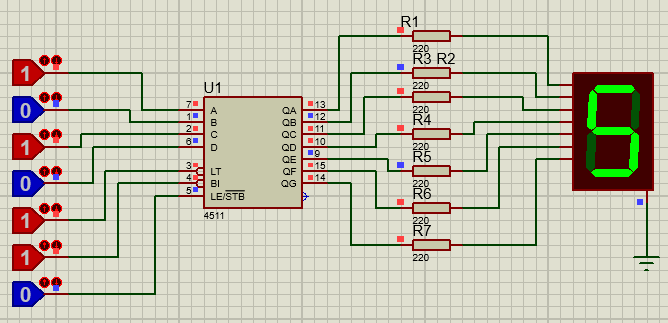 R1
220
R3 R2
220
220
R4
220
R5
220
R6
220
R7
220
U1
4511
1
0
1
0
1
1
0
7 A QA 13
1 B QB 12
2 C QC 11
6 D QD 10
QE 9
3 LT QF 15
4 BI QG 14
5 LE/STB